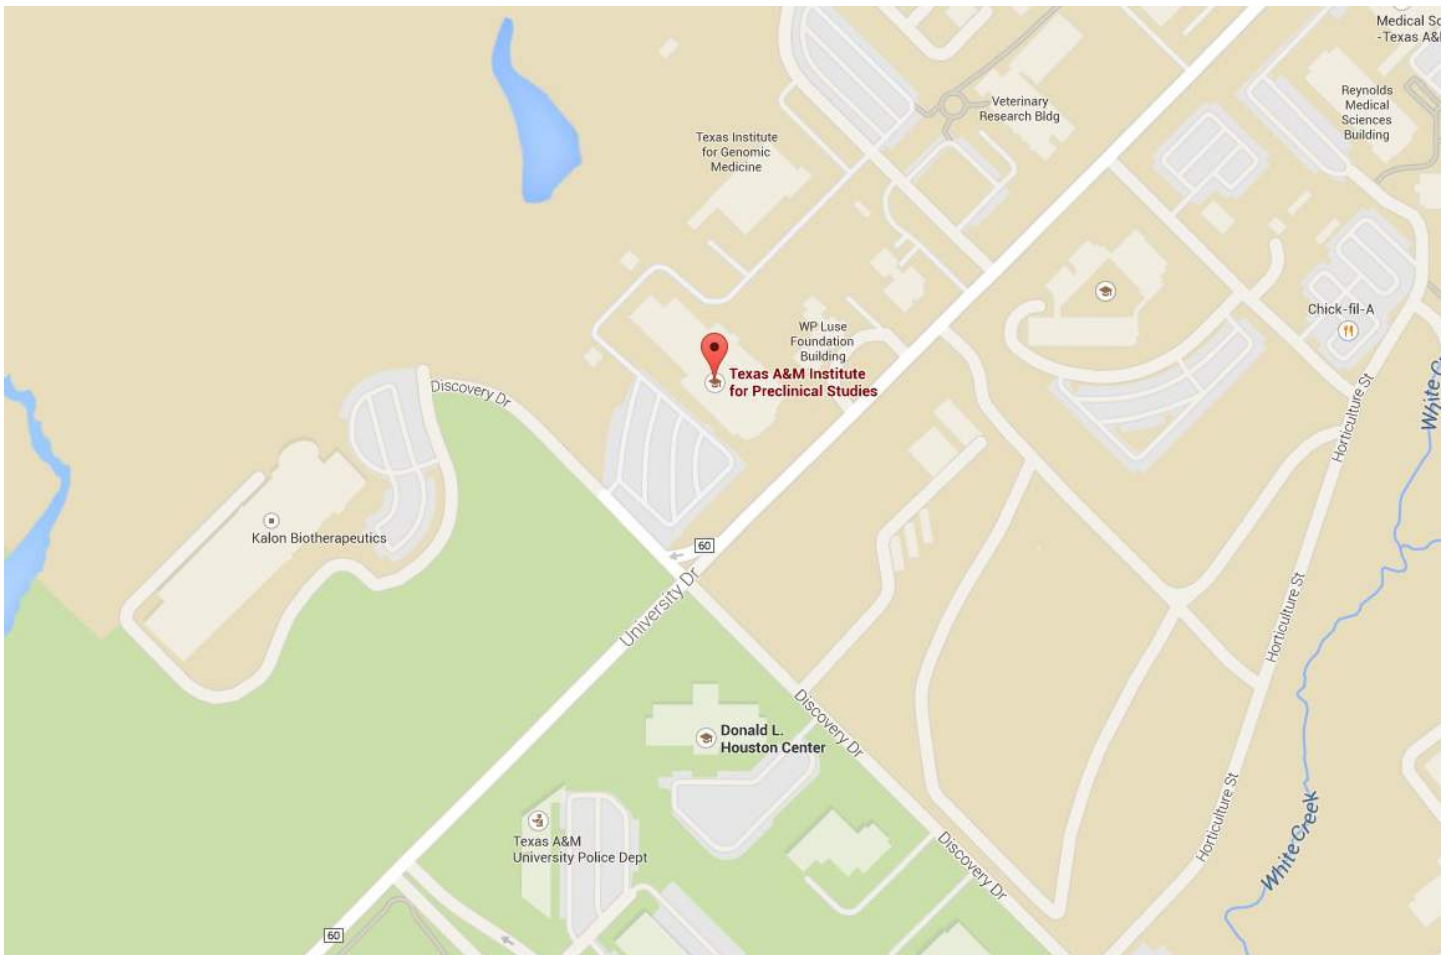 Medical Sc
- Texas A&M
Reynolds
Medical
Sciences
Building
Veterinary
Research Bldg
Texas Institute
for Genomic
Medicine
Chick-fil-A
WP Luse
Foundation
Building
Texas A&M Institute
for Preclinical Studies
Discovery Dr
Horticulture St
White C
Kalon Biotherapeutics
60
University Dr
Horticulture St
Discovery Dr
Donald L.
Houston Center
Horticulture St
White Creek
Texas A&M
University Police Dept
Discovery Dr
60